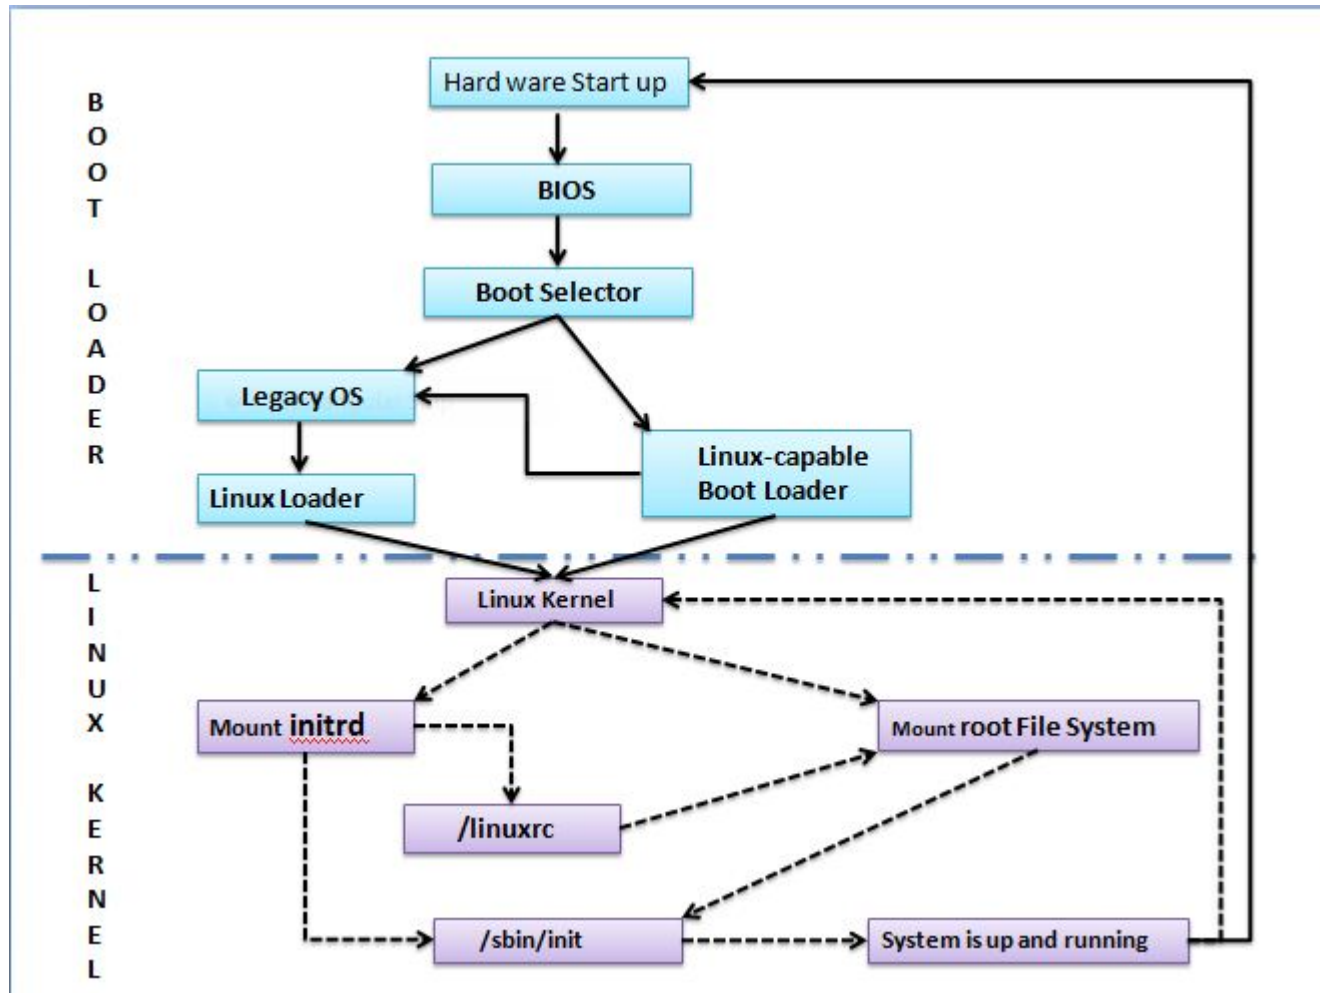 BOOT LOADER
Hard ware Start up
BIOS
Boot Selector
Legacy OS
Linux-capable
Boot Loader
Linux Loader
LINUX KERNEL
Linux Kernel
Mount initrd
Mount root File System
/linuxrc
/sbin/init
System is up and running